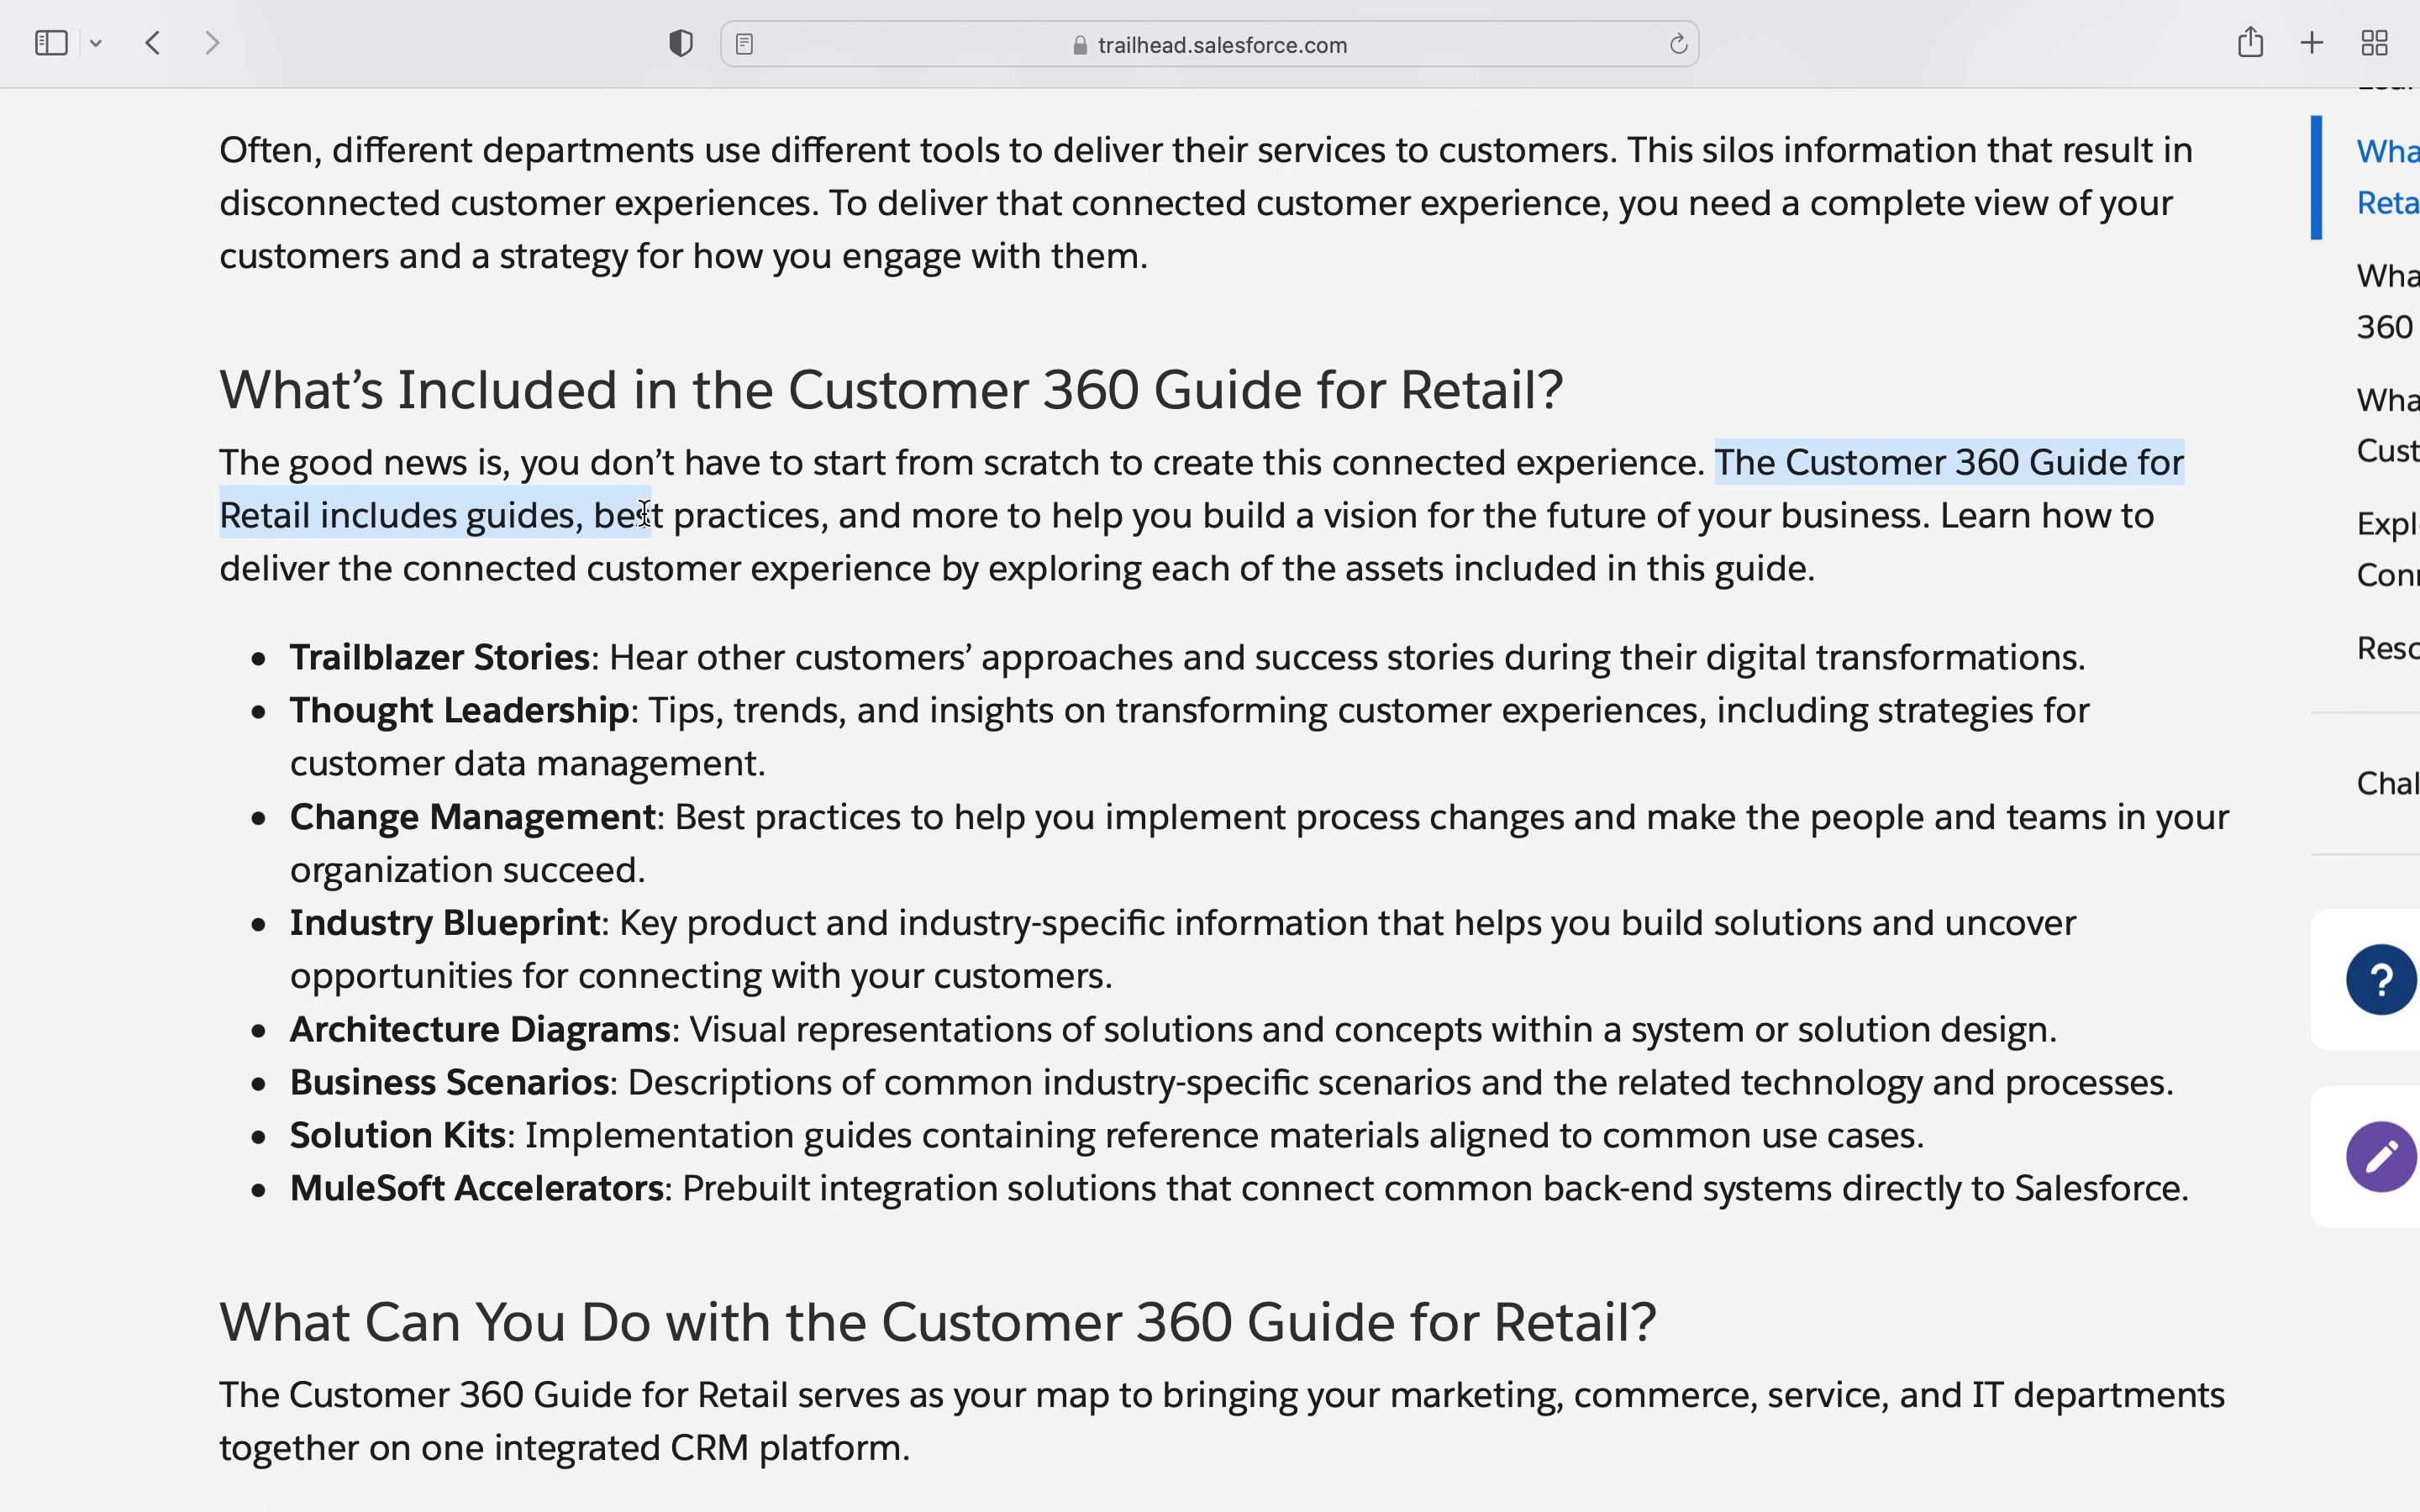 trailhead.salesforce.com
Often, different departments use different tools to deliver their services to customers. This silos information that result in
disconnected customer experiences. To deliver that connected customer experience, you need a complete view of your
customers and a strategy for how you engage with them.
What’s Included in the Customer 360 Guide for Retail?
The good news is, you don’t have to start from scratch to create this connected experience. The Customer 360 Guide for
Retail includes guides, best practices, and more to help you build a vision for the future of your business. Learn how to
deliver the connected customer experience by exploring each of the assets included in this guide.
• Trailblazer Stories: Hear other customers’ approaches and success stories during their digital transformations.
• Thought Leadership: Tips, trends, and insights on transforming customer experiences, including strategies for
customer data management.
• Change Management: Best practices to help you implement process changes and make the people and teams in your
organization succeed.
• Industry Blueprint: Key product and industry-specific information that helps you build solutions and uncover
opportunities for connecting with your customers.
• Architecture Diagrams: Visual representations of solutions and concepts within a system or solution design.
• Business Scenarios: Descriptions of common industry-specific scenarios and the related technology and processes.
• Solution Kits: Implementation guides containing reference materials aligned to common use cases.
• MuleSoft Accelerators: Prebuilt integration solutions that connect common back-end systems directly to Salesforce.
What Can You Do with the Customer 360 Guide for Retail?
The Customer 360 Guide for Retail serves as your map to bringing your marketing, commerce, service, and IT departments
together on one integrated CRM platform.
Wha
Reta
Wha
360
Wha
Cust
Expl
Con
Reso
Chal
?